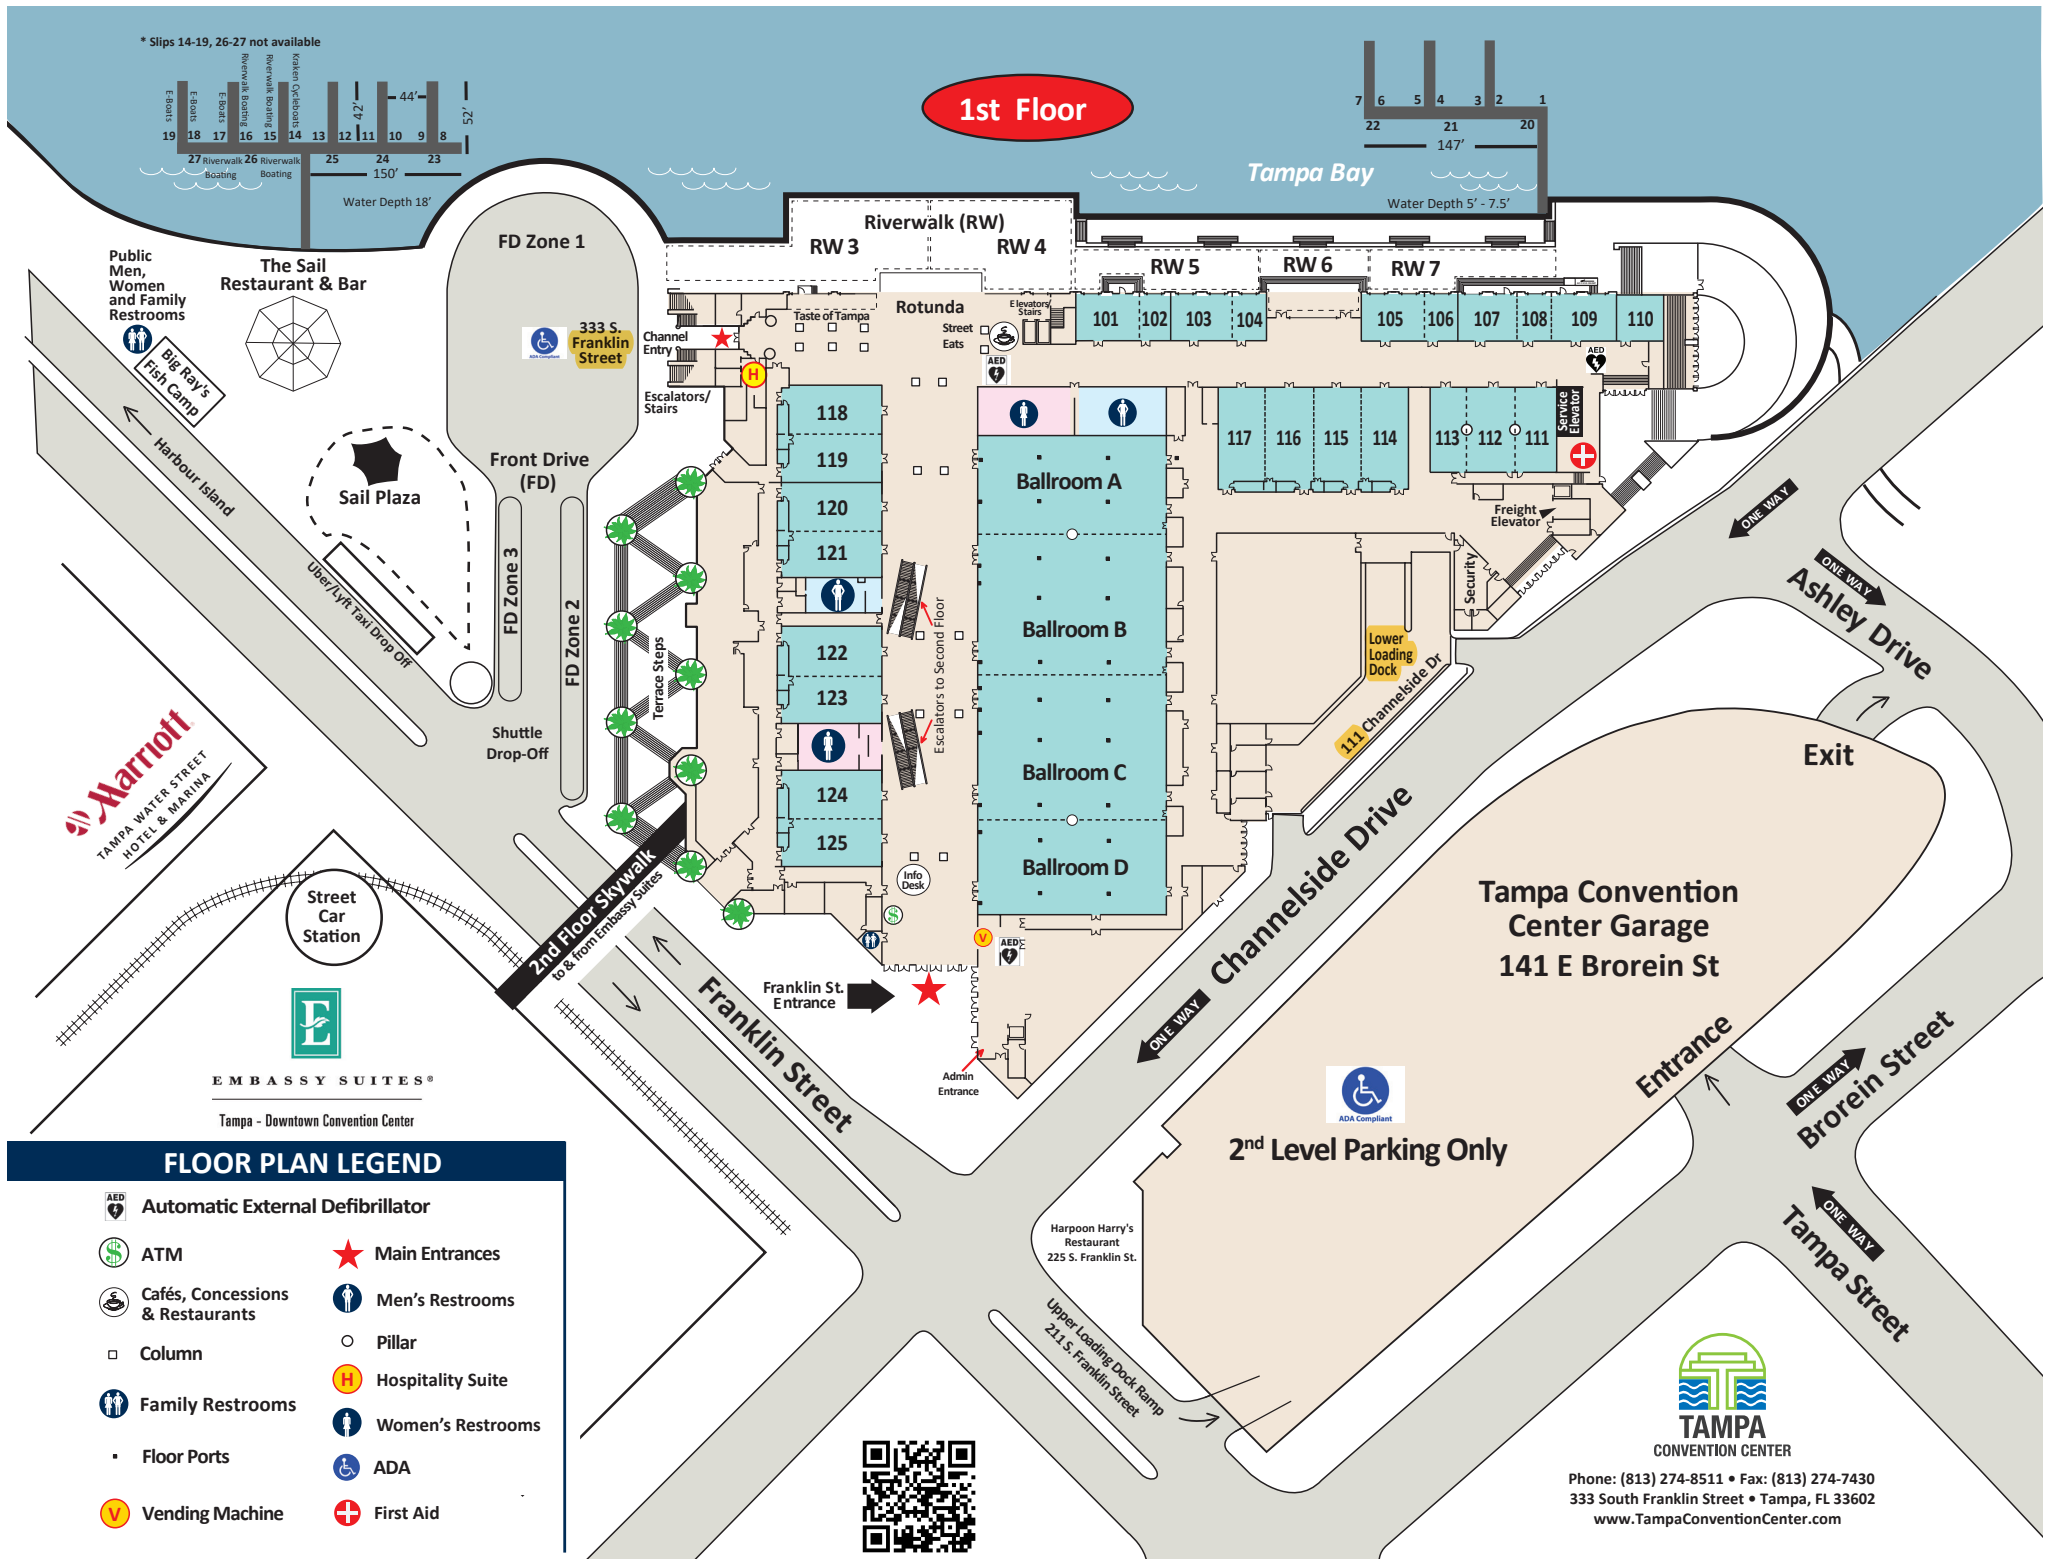 * Slips 14-19, 26-27 not available
E-Boats
E-Boats
E-Boats
Riverwalk Boating
Riverwalk Boating
Kraken Cycleboats
42'
44'
52'
19 18 17 16 15 14 13 12 11 10 9 8
27 Riverwalk Boating 26 Riverwalk Boating 25 24 23
150'
Water Depth 18'
1st Floor
7 6 5 4 3 2 1
22 21 20
147'
Tampa Bay
Water Depth 5' - 7.5'
Public
Men,
Women
and Family
Restrooms
The Sail
Restaurant & Bar
Big Ray's
Fish Camp
Harbour Island
Sail Plaza
Uber/Lyft Taxi Drop Off
FD Zone 1
ADA Compliant
333 S.
Franklin
Street
Front Drive
(FD)
FD Zone 3
FD Zone 2
Shuttle
Drop-Off
Terrace Steps
Channel
Entry
Escalators/
Stairs
H
Riverwalk (RW)
RW 3
RW 4
RW 5
RW 6
RW 7
Rotunda
Taste of Tampa
Elevators/
Stairs
Street
Eats
AED
101 102 103 104
105 106 107 108 109 110
AED
118
119
120
121
122
123
124
125
117 116 115 114
113 112 111
Service
Elevator
Freight
Elevator
Security
Ballroom A
Ballroom B
Ballroom C
Ballroom D
Escalators to Second Floor
Info
Desk
$
V
AED
Lower
Loading
Dock
111 Channelside Dr
Franklin St.
Entrance
Admin
Entrance
2nd Floor Skywalk
to & from Embassy Suites
Marriott
TAMPA WATER STREET
HOTEL & MARINA
Street
Car
Station
E
EMBASSY SUITES®
Tampa - Downtown Convention Center
Franklin Street
Channelside Drive
ONE WAY
ONE WAY
ONE WAY
Ashley Drive
Exit
Tampa Convention
Center Garage
141 E Brorein St
Entrance
ONE WAY
Brorein Street
ONE WAY
Tampa Street
ADA Compliant
2nd Level Parking Only
Harpoon Harry's
Restaurant
225 S. Franklin St.
Upper Loading Dock Ramp
211 S. Franklin Street
FLOOR PLAN LEGEND
AED
Automatic External Defibrillator
$
ATM
Cafés, Concessions
& Restaurants
Column
Family Restrooms
Floor Ports
V
Vending Machine
Main Entrances
Men's Restrooms
Pillar
H
Hospitality Suite
Women's Restrooms
ADA
First Aid
TAMPA
CONVENTION CENTER
Phone: (813) 274-8511 • Fax: (813) 274-7430
333 South Franklin Street • Tampa, FL 33602
www.TampaConventionCenter.com